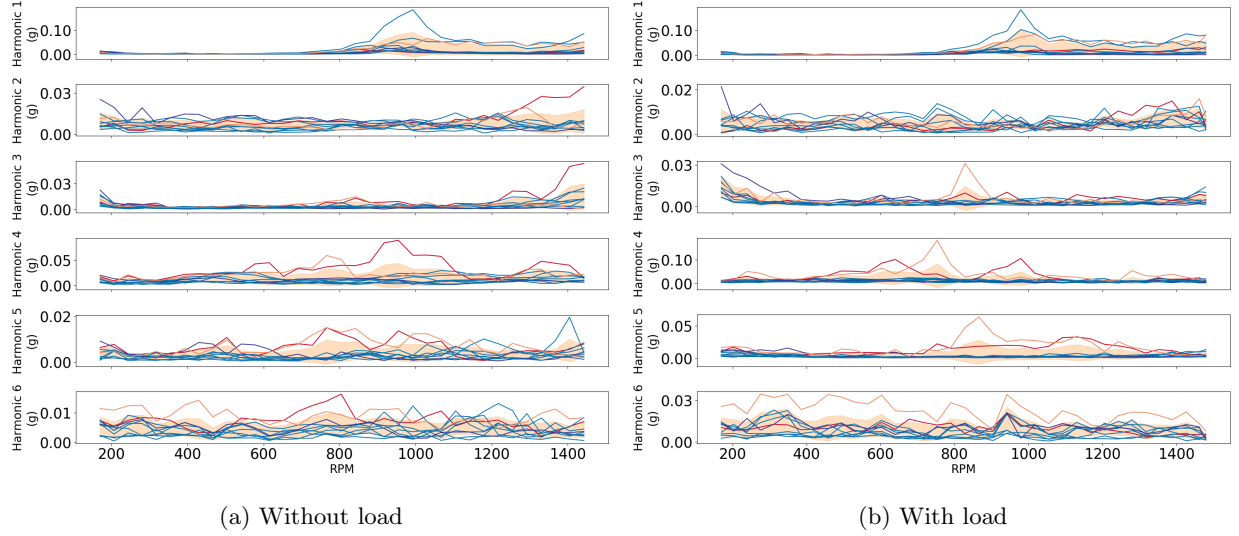 Harmonic 1
(g)
0.10
0.00
Harmonic 2
(g)
0.03
0.00
Harmonic 3
(g)
0.03
0.00
Harmonic 4
(g)
0.05
0.00
Harmonic 5
(g)
0.02
0.00
Harmonic 6
(g)
0.01
0.00
200 400 600 800 1000 1200 1400
RPM
(a) Without load
Harmonic 1
(g)
0.10
0.00
Harmonic 2
(g)
0.02
0.00
Harmonic 3
(g)
0.03
0.00
Harmonic 4
(g)
0.10
0.00
Harmonic 5
(g)
0.05
0.00
Harmonic 6
(g)
0.03
0.00
200 400 600 800 1000 1200 1400
RPM
(b) With load